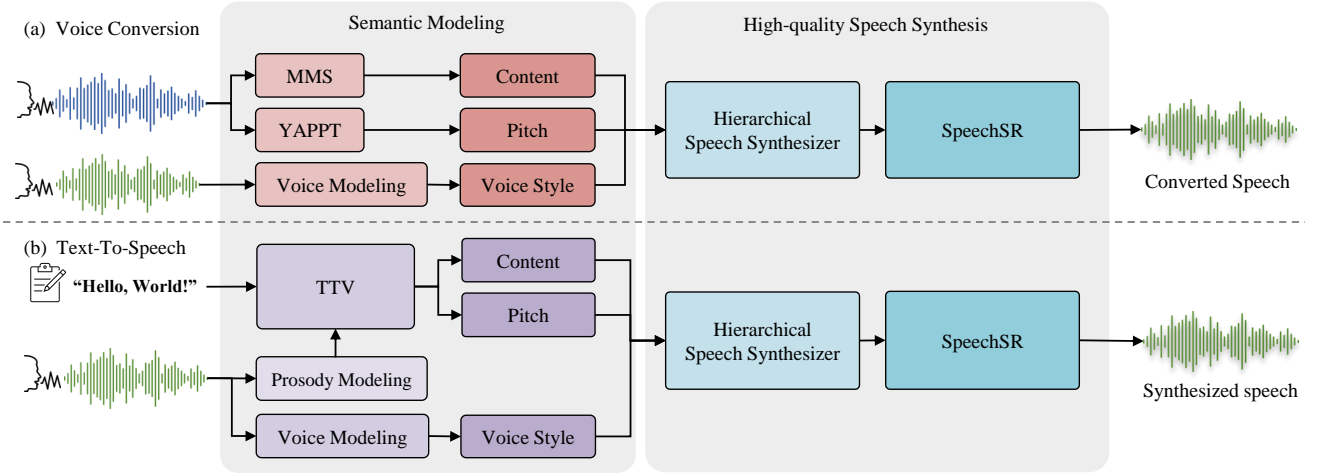 Semantic Modeling
High-quality Speech Synthesis
(a) Voice Conversion
MMS
Content
YAPPT
Pitch
Voice Modeling
Voice Style
Hierarchical
Speech Synthesizer
SpeechSR
Converted Speech
(b) Text-To-Speech
“Hello, World!”
TTV
Content
Pitch
Prosody Modeling
Voice Modeling
Voice Style
Hierarchical
Speech Synthesizer
SpeechSR
Synthesized speech